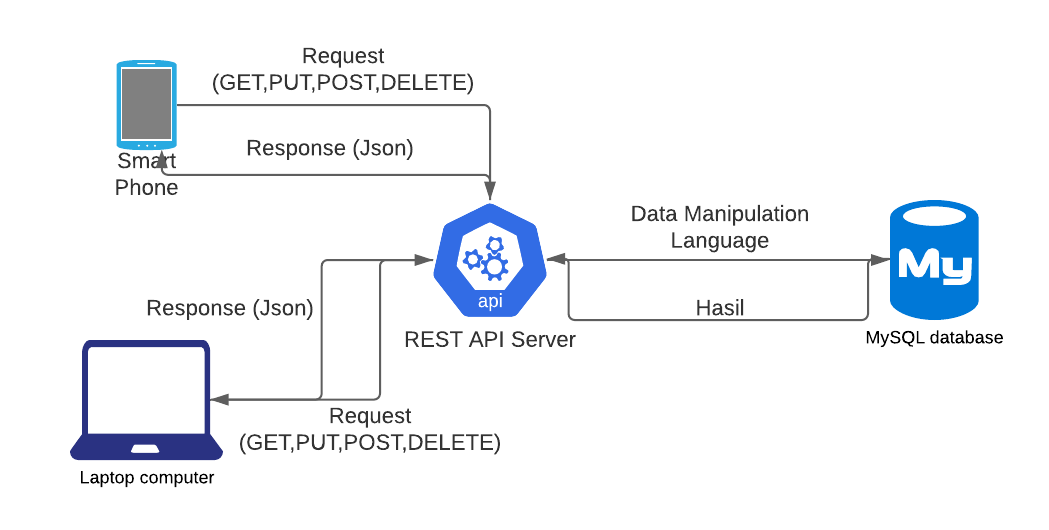 Request
(GET,PUT,POST,DELETE)
Smart
Phone
Response (Json)
Data Manipulation
Language
My
api
Response (Json)
Hasil
REST API Server
MySQL database
Request
(GET,PUT,POST,DELETE)
Laptop computer